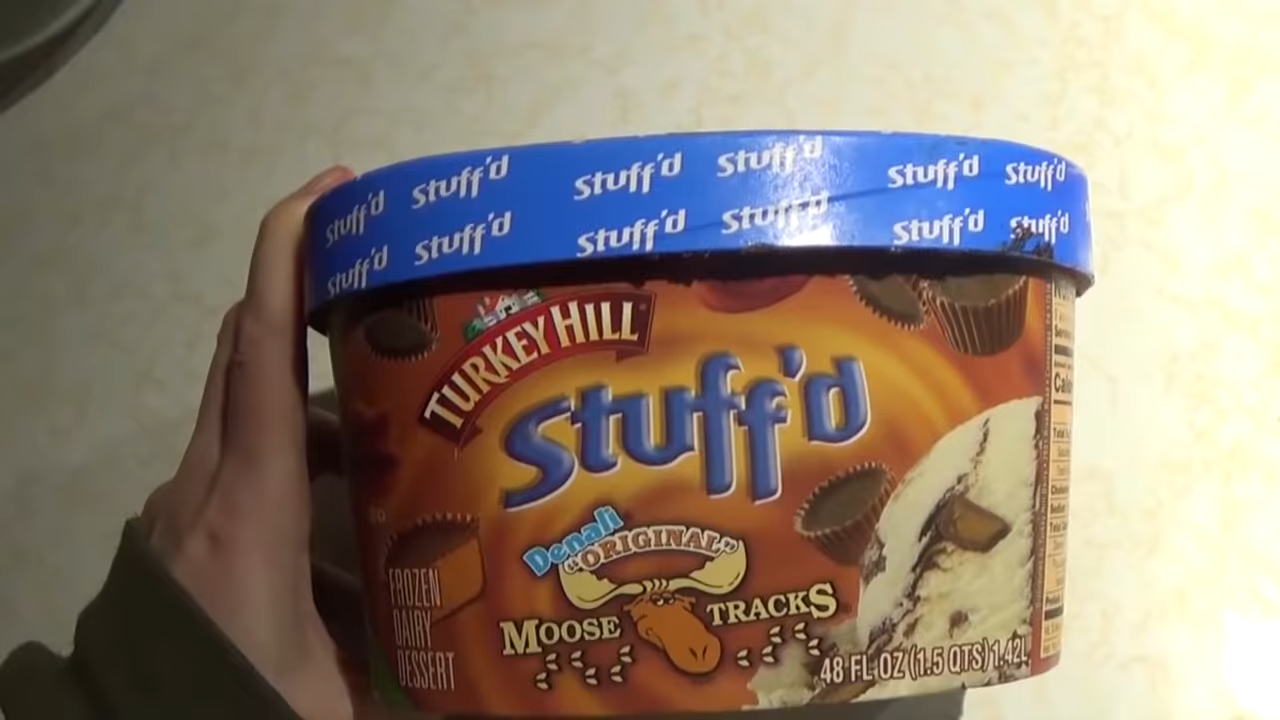 stuff'd stuff'd stuff'd stuff'd stuff'd stuff'd
stuff'd stuff'd stuff'd stuff'd stuff'd stuff'd
TURKEY HILL
Stuff'd
Denali
"ORIGINAL"
MOOSE TRACKS
FROZEN
DAIRY
DESSERT
48 FL OZ (1.5 QTS) 1.42L